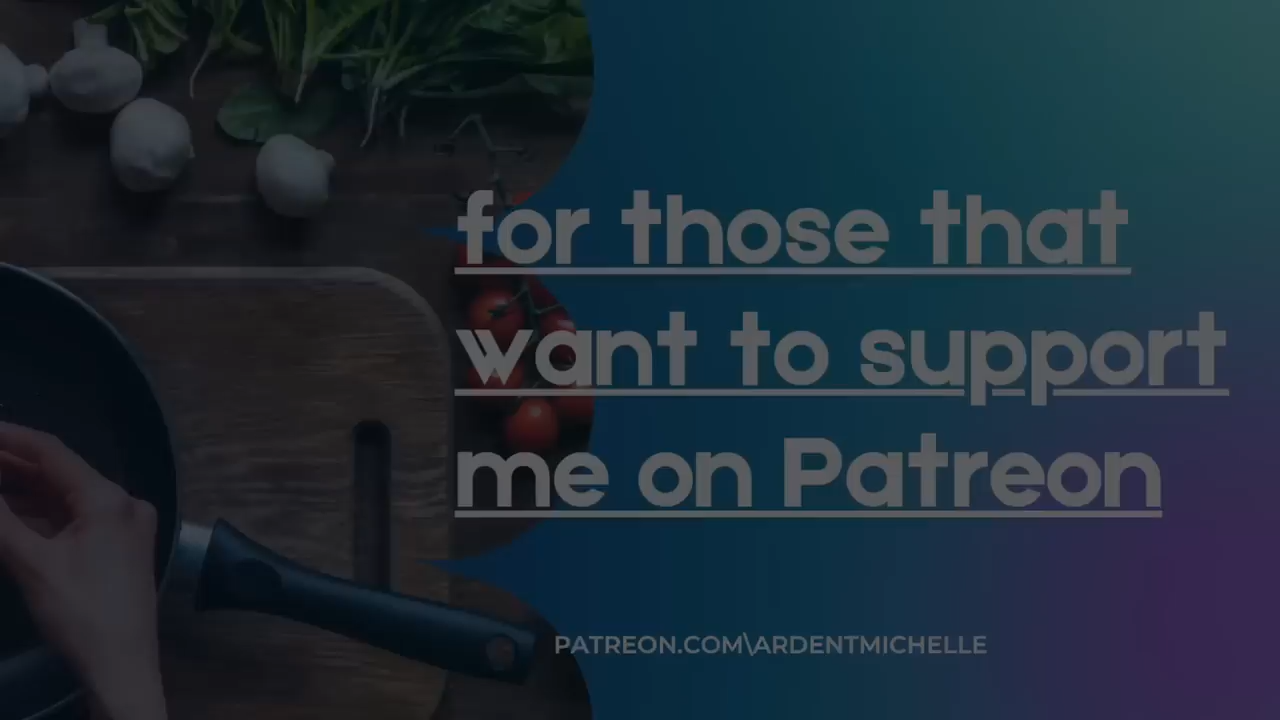 for those that
want to support
me on Patreon
PATREON.COM\ARDENTMICHELLE